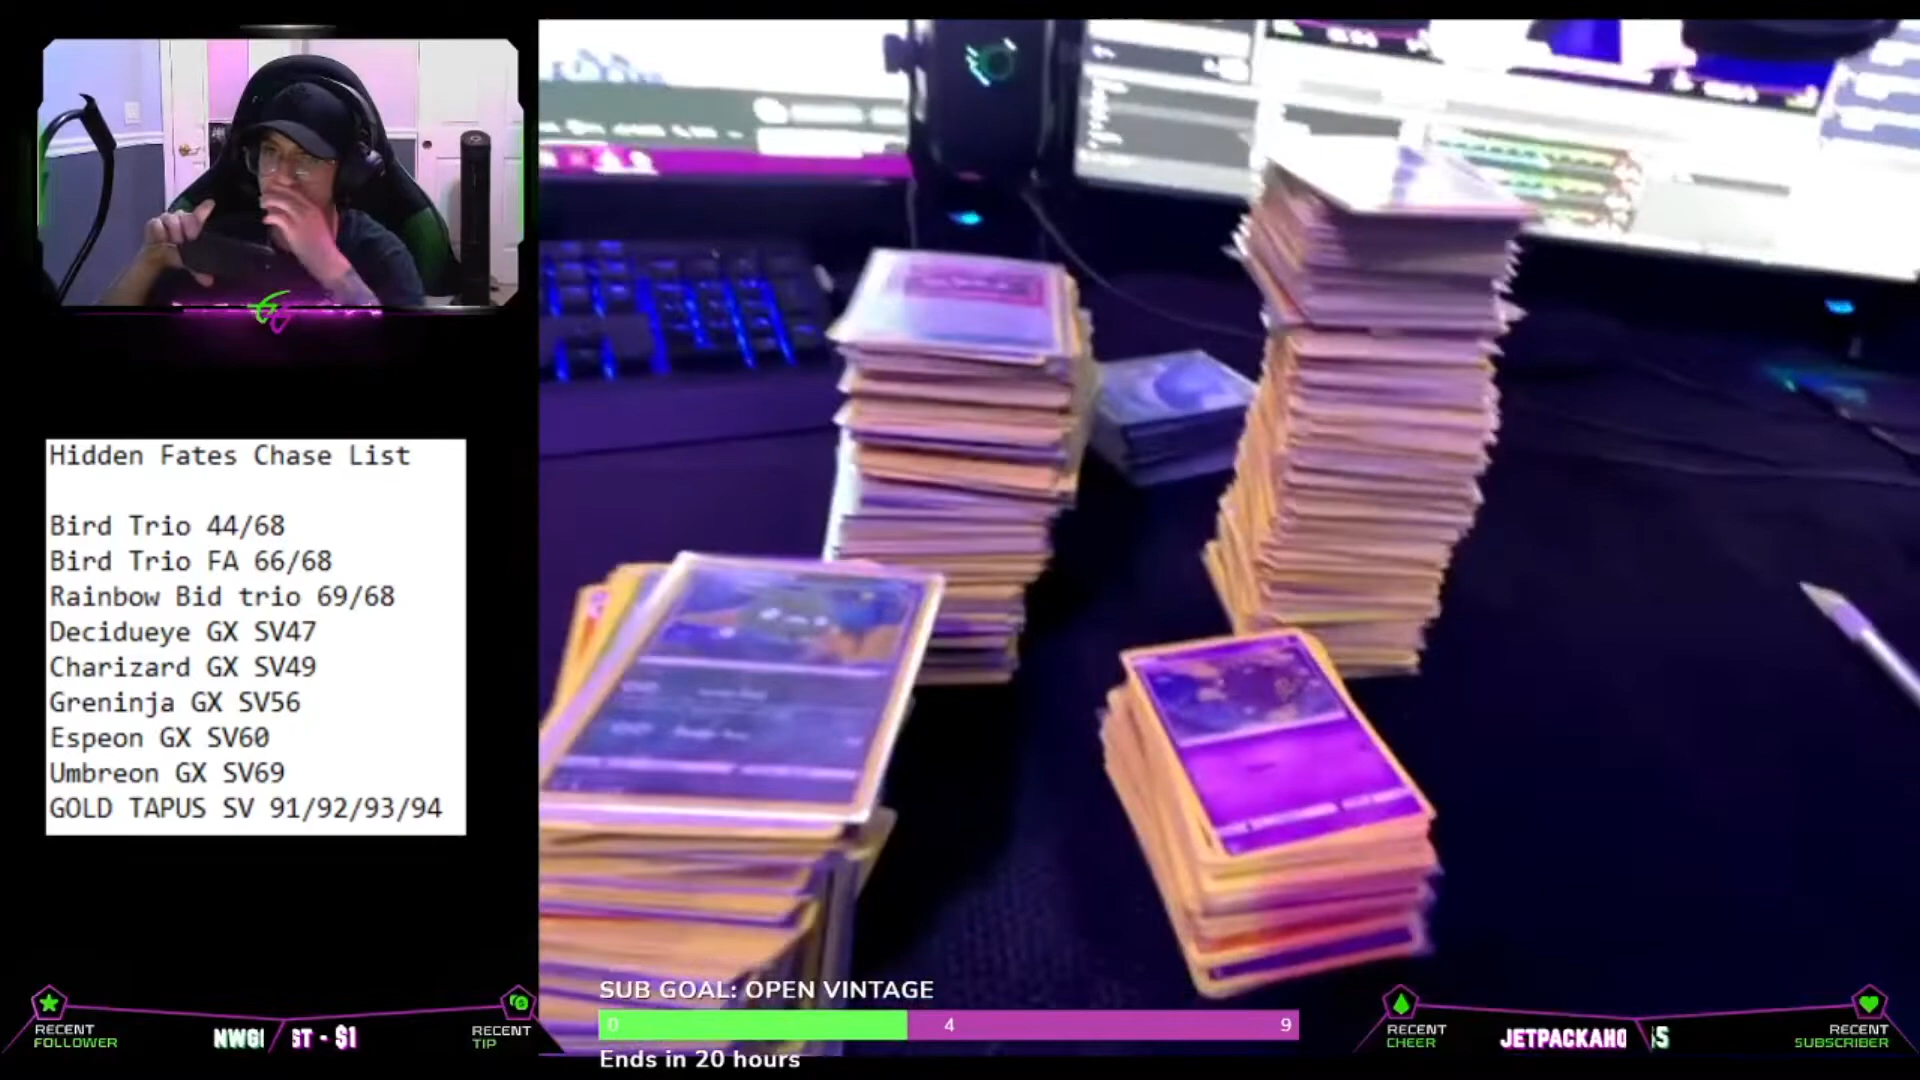 Hidden Fates Chase List
Bird Trio 44/68
Bird Trio FA 66/68
Rainbow Bid trio 69/68
Decidueye GX SV47
Charizard GX SV49
Greninja GX SV56
Espeon GX SV60
Umbreon GX SV69
GOLD TAPUS SV 91/92/93/94
SUB GOAL: OPEN VINTAGE
0 4 9
Ends in 20 hours
RECENT
FOLLOWER
NWGI
ST - $1
RECENT
TIP
RECENT
CHEER
JETPACKAHO
RECENT
SUBSCRIBER